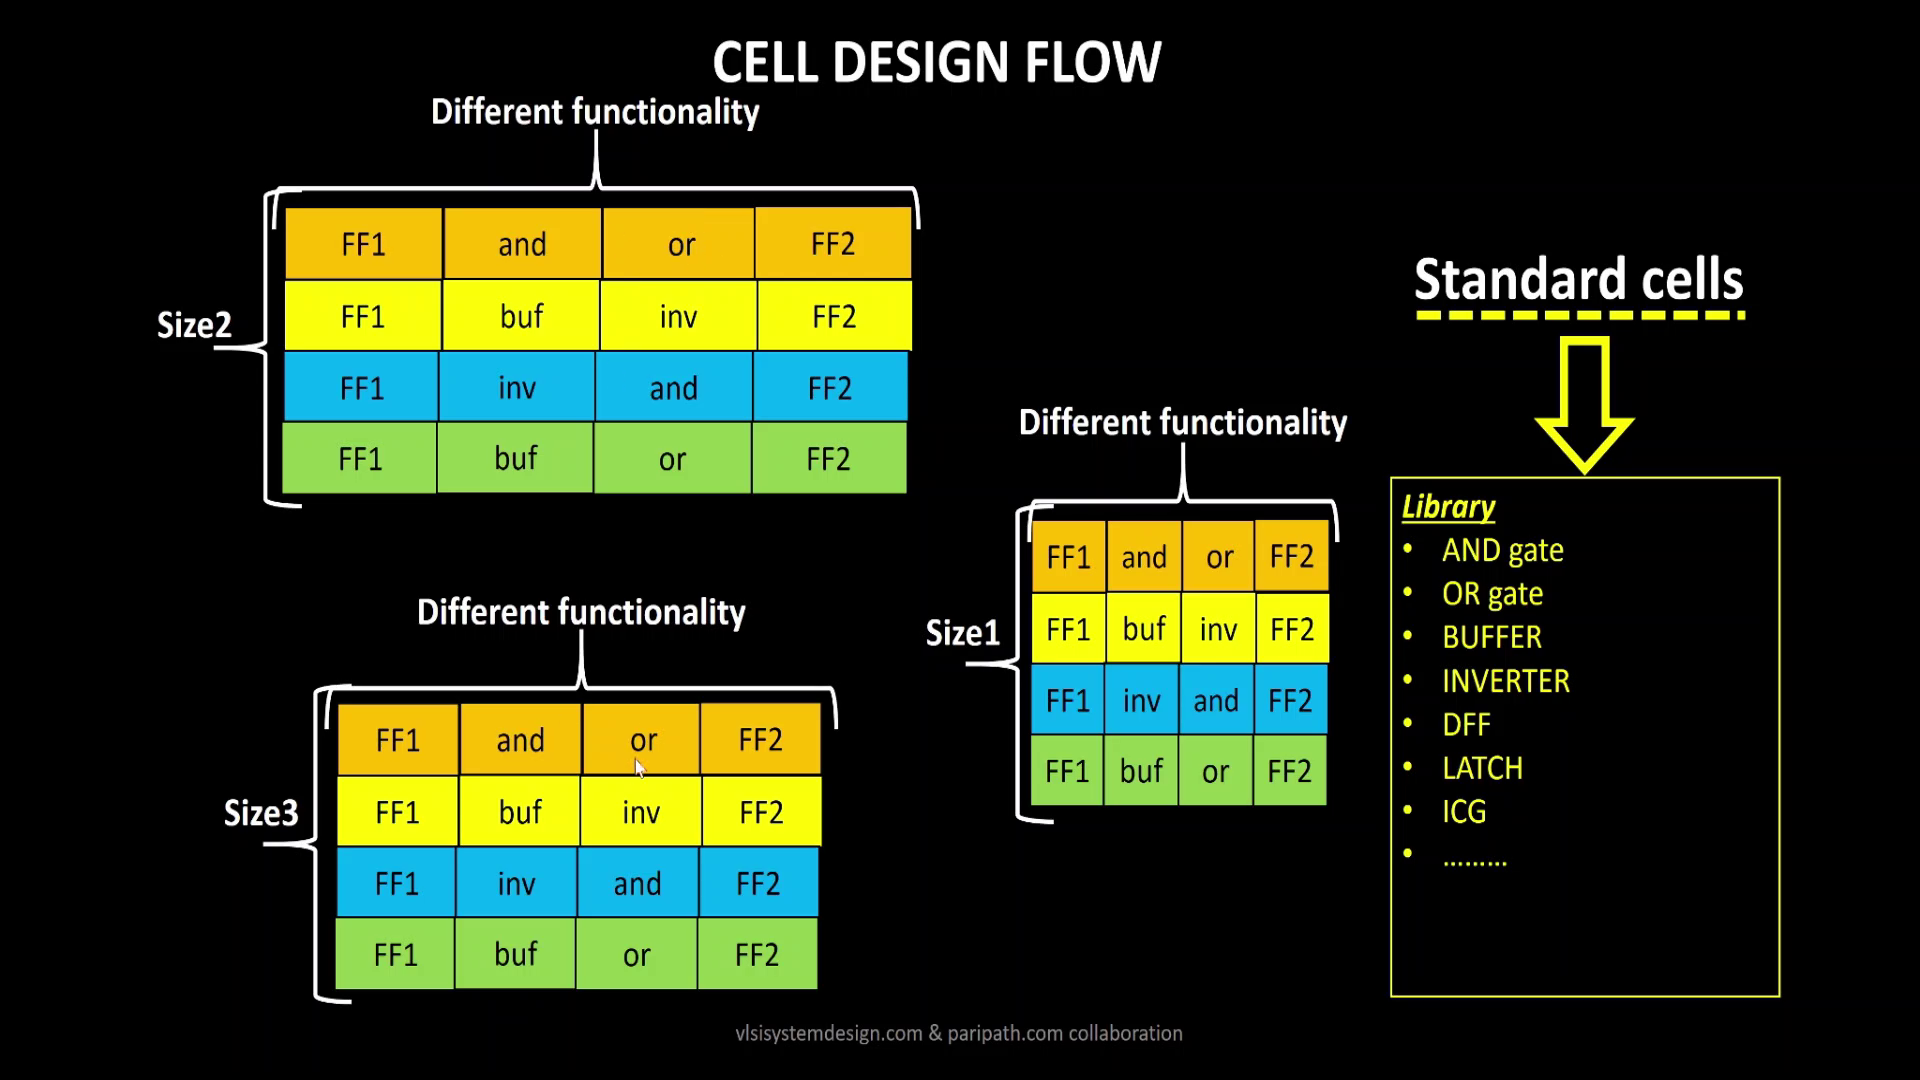 CELL DESIGN FLOW
Different functionality
Size2
FF1 and or FF2
FF1 buf inv FF2
FF1 inv and FF2
FF1 buf or FF2
Different functionality
Size3
FF1 and or FF2
FF1 buf inv FF2
FF1 inv and FF2
FF1 buf or FF2
Different functionality
Size1
FF1 and or FF2
FF1 buf inv FF2
FF1 inv and FF2
FF1 buf or FF2
Standard cells
Library
• AND gate
• OR gate
• BUFFER
• INVERTER
• DFF
• LATCH
• ICG
• ………
vlsisystemdesign.com & paripath.com collaboration